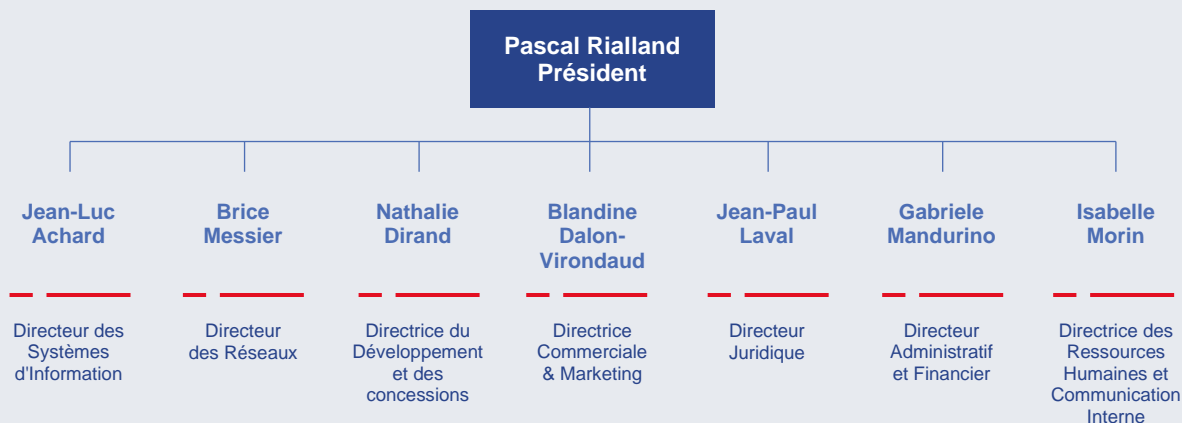 Pascal Rialland
Président
Jean-Luc
Achard
Directeur des
Systèmes
d'Information
Brice
Messier
Directeur
des Réseaux
Nathalie
Dirand
Directrice du
Développement
et des
concessions
Blandine
Dalon-
Virondaud
Directrice
Commerciale
& Marketing
Jean-Paul
Laval
Directeur
Juridique
Gabriele
Mandurino
Directeur
Administratif
et Financier
Isabelle
Morin
Directrice des
Ressources
Humaines et
Communication
Interne